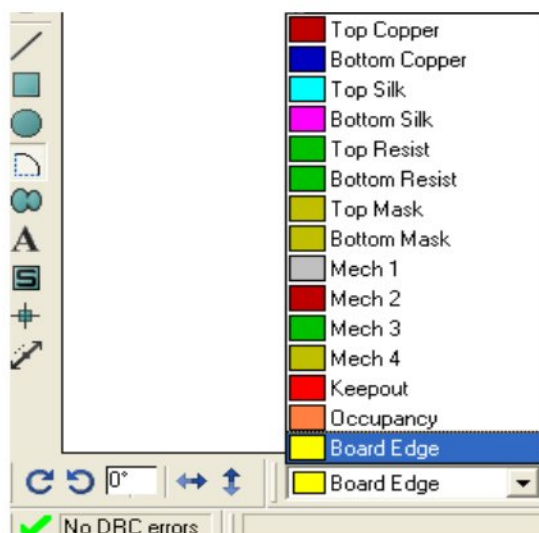 Top Copper
Bottom Copper
Top Silk
Bottom Silk
Top Resist
Bottom Resist
Top Mask
Bottom Mask
Mech 1
Mech 2
Mech 3
Mech 4
Keepout
Occupancy
Board Edge
0° Board Edge
No DRC errors
A
S